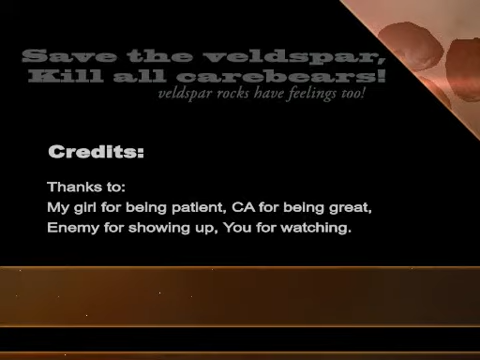 Save the veldspar,
Kill all carebears!
veldspar rocks have feelings too!
Credits:
Thanks to:
My girl for being patient, CA for being great,
Enemy for showing up, You for watching.